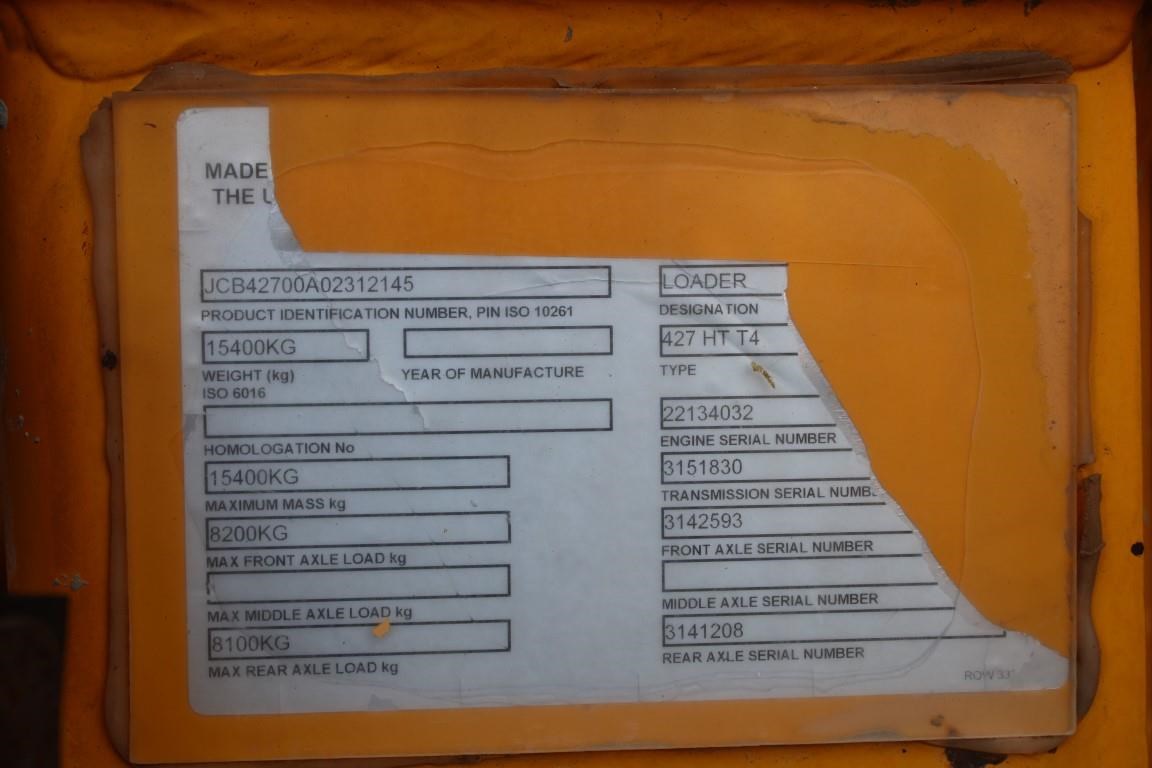 MADE
THE U
JCB42700A02312145
PRODUCT IDENTIFICATION NUMBER, PIN ISO 10261
15400KG
WEIGHT (kg)
ISO 6016
YEAR OF MANUFACTURE
HOMOLOGATION No
15400KG
MAXIMUM MASS kg
8200KG
MAX FRONT AXLE LOAD kg
MAX MIDDLE AXLE LOAD kg
8100KG
MAX REAR AXLE LOAD kg
LOADER
DESIGNATION
427 HT T4
TYPE
22134032
ENGINE SERIAL NUMBER
3151830
TRANSMISSION SERIAL NUMB
3142593
FRONT AXLE SERIAL NUMBER
MIDDLE AXLE SERIAL NUMBER
3141208
REAR AXLE SERIAL NUMBER
ROW